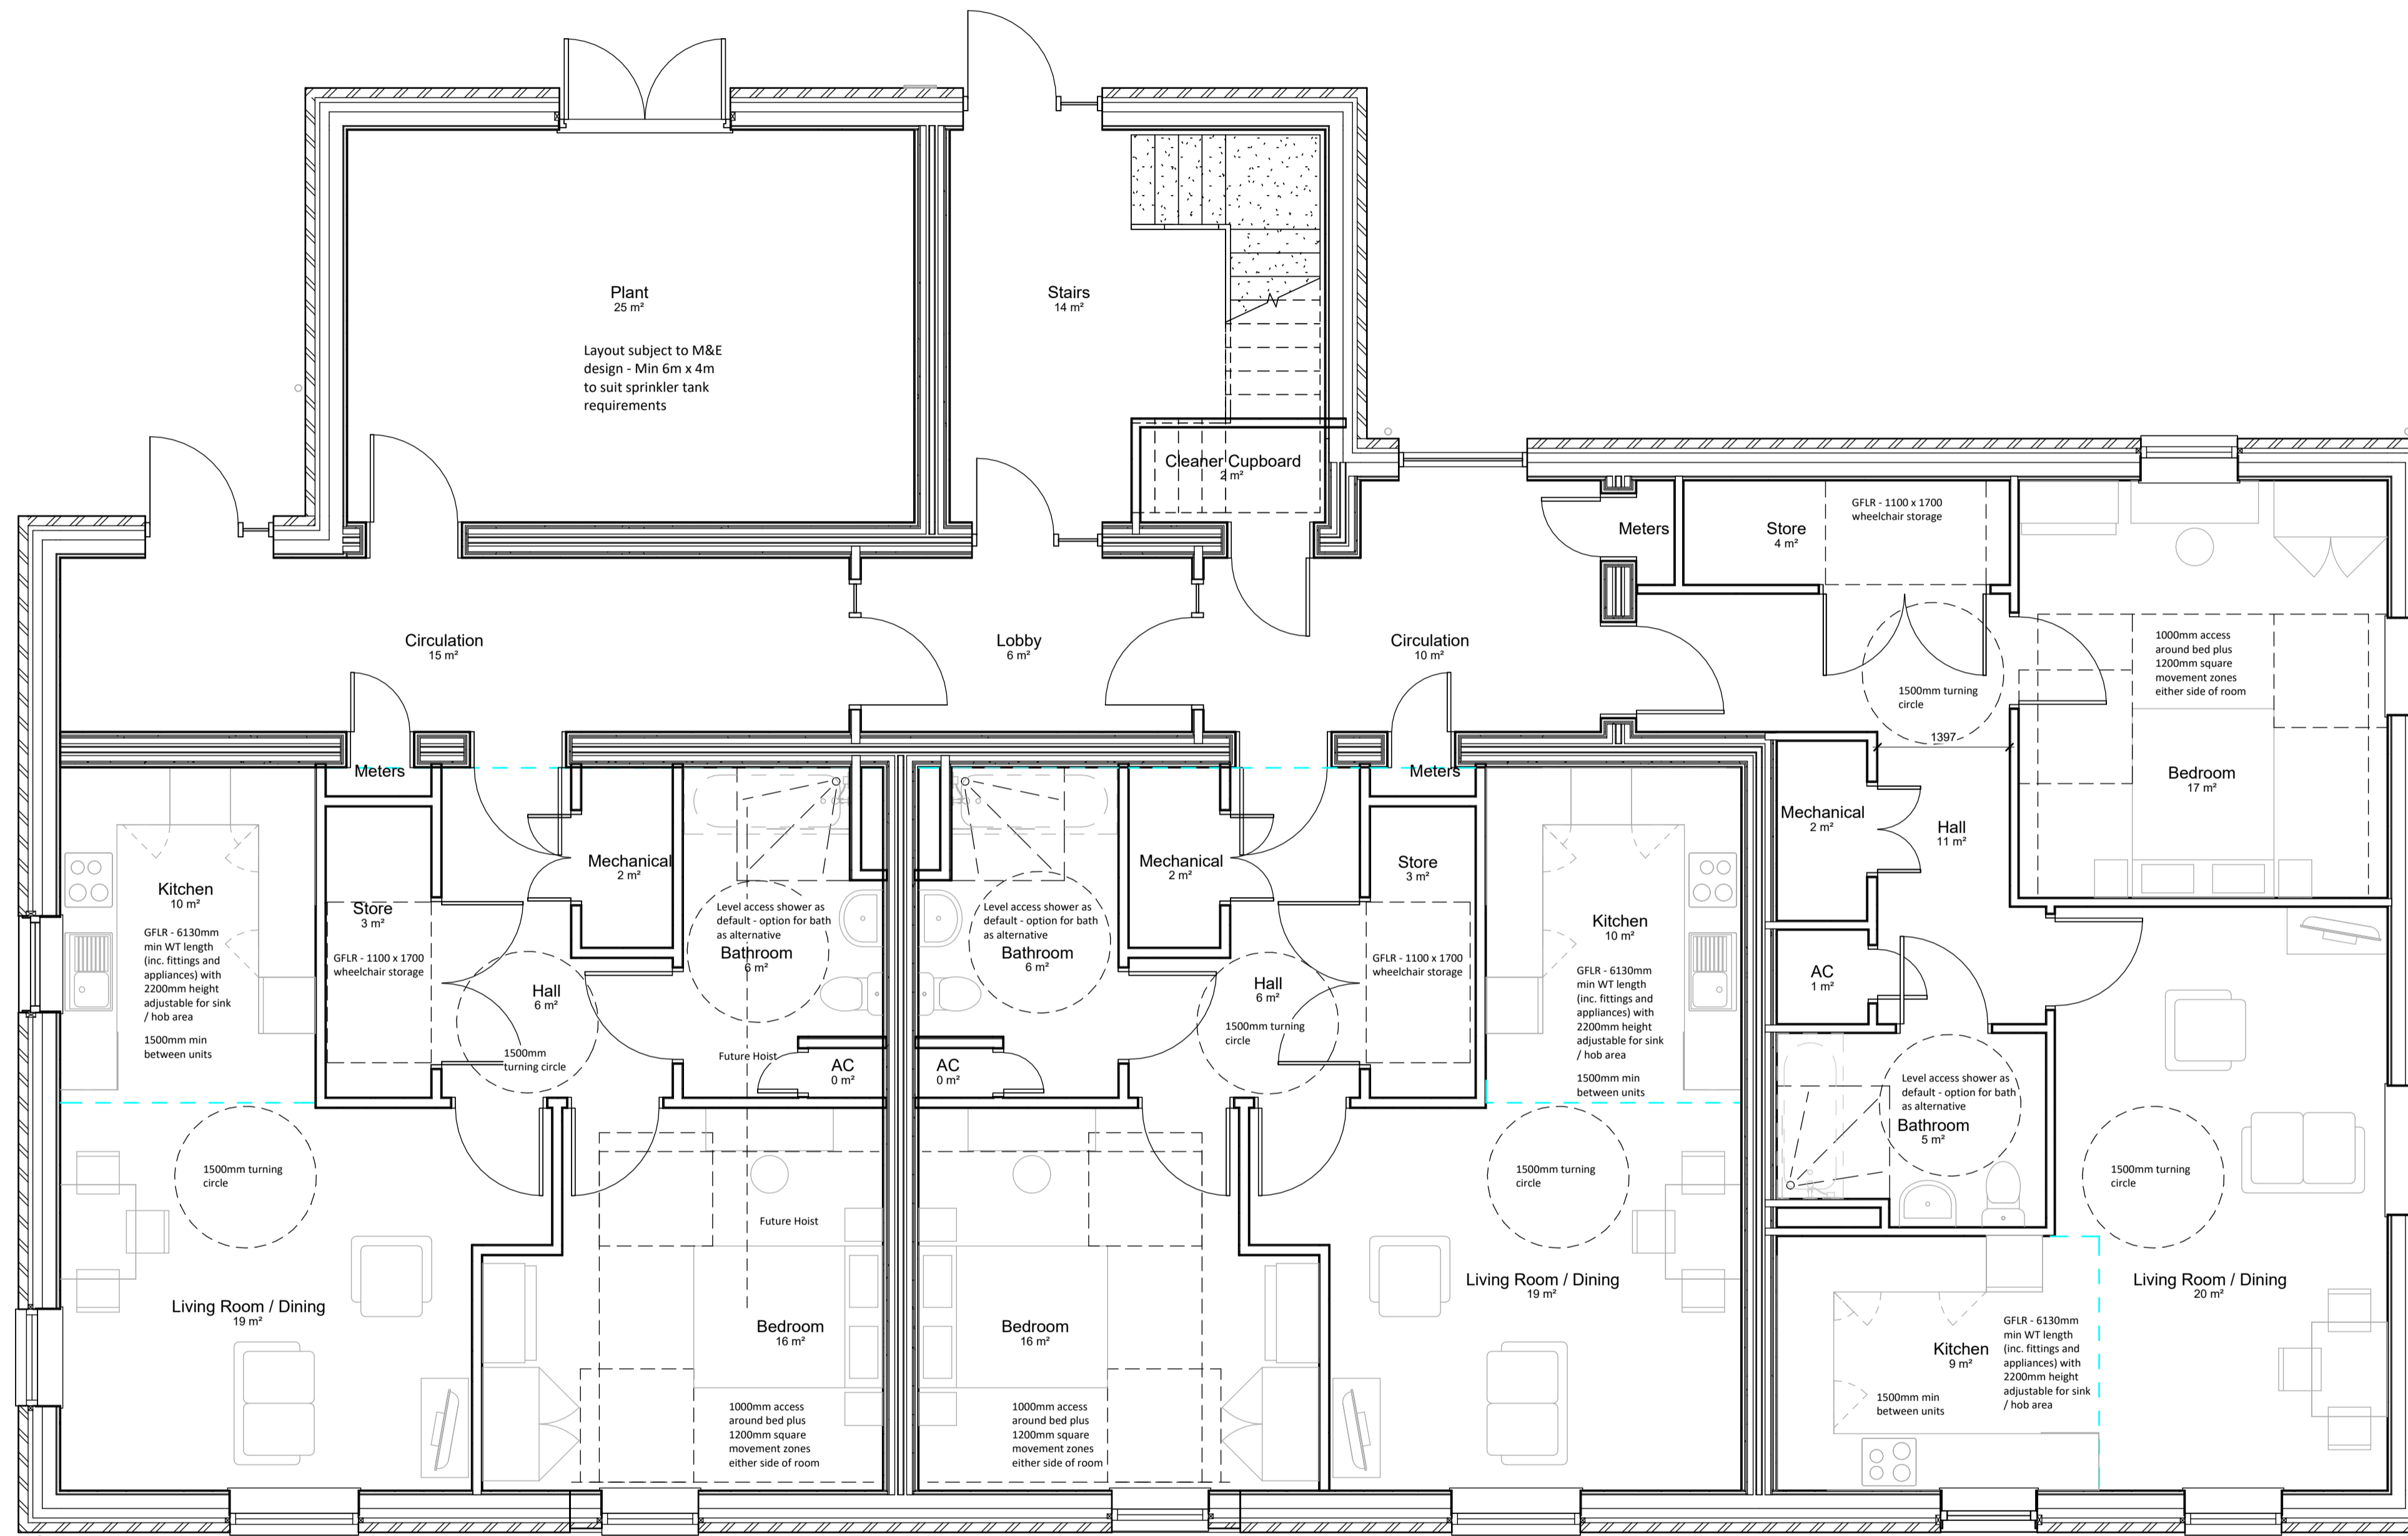 Plant
25 m²
Layout subject to M&E
design - Min 6m x 4m
to suit sprinkler tank
requirements
Stairs
14 m²
Cleaner Cupboard
2 m²
Meters
Store
4 m²
GFLR - 1100 x 1700
wheelchair storage
Circulation
15 m²
Lobby
6 m²
Circulation
10 m²
1500mm turning
circle
1397
1000mm access
around bed plus
1200mm square
movement zones
either side of room
Bedroom
17 m²
Meters
Kitchen
10 m²
GFLR - 6130mm
min WT length
(inc. fittings and
appliances) with
2200mm height
adjustable for sink
/ hob area
1500mm min
between units
Store
3 m²
GFLR - 1100 x 1700
wheelchair storage
Mechanical
2 m²
Hall
6 m²
1500mm
turning circle
Level access shower as
default - option for bath
as alternative
Bathroom
6 m²
Future Hoist
AC
0 m²
Level access shower as
default - option for bath
as alternative
Bathroom
6 m²
AC
0 m²
Mechanical
2 m²
Hall
6 m²
1500mm turning
circle
Meters
Store
3 m²
GFLR - 1100 x 1700
wheelchair storage
Kitchen
10 m²
GFLR - 6130mm
min WT length
(inc. fittings and
appliances) with
2200mm height
adjustable for sink
/ hob area
1500mm min
between units
Mechanical
2 m²
Hall
11 m²
AC
1 m²
Level access shower as
default - option for bath
as alternative
Bathroom
5 m²
1500mm turning
circle
Living Room / Dining
19 m²
Future Hoist
Bedroom
16 m²
1000mm access
around bed plus
1200mm square
movement zones
either side of room
Bedroom
16 m²
1000mm access
around bed plus
1200mm square
movement zones
either side of room
1500mm turning
circle
Living Room / Dining
19 m²
1500mm turning
circle
Living Room / Dining
20 m²
Kitchen
9 m²
1500mm min
between units
GFLR - 6130mm
min WT length
(inc. fittings and
appliances) with
2200mm height
adjustable for sink
/ hob area